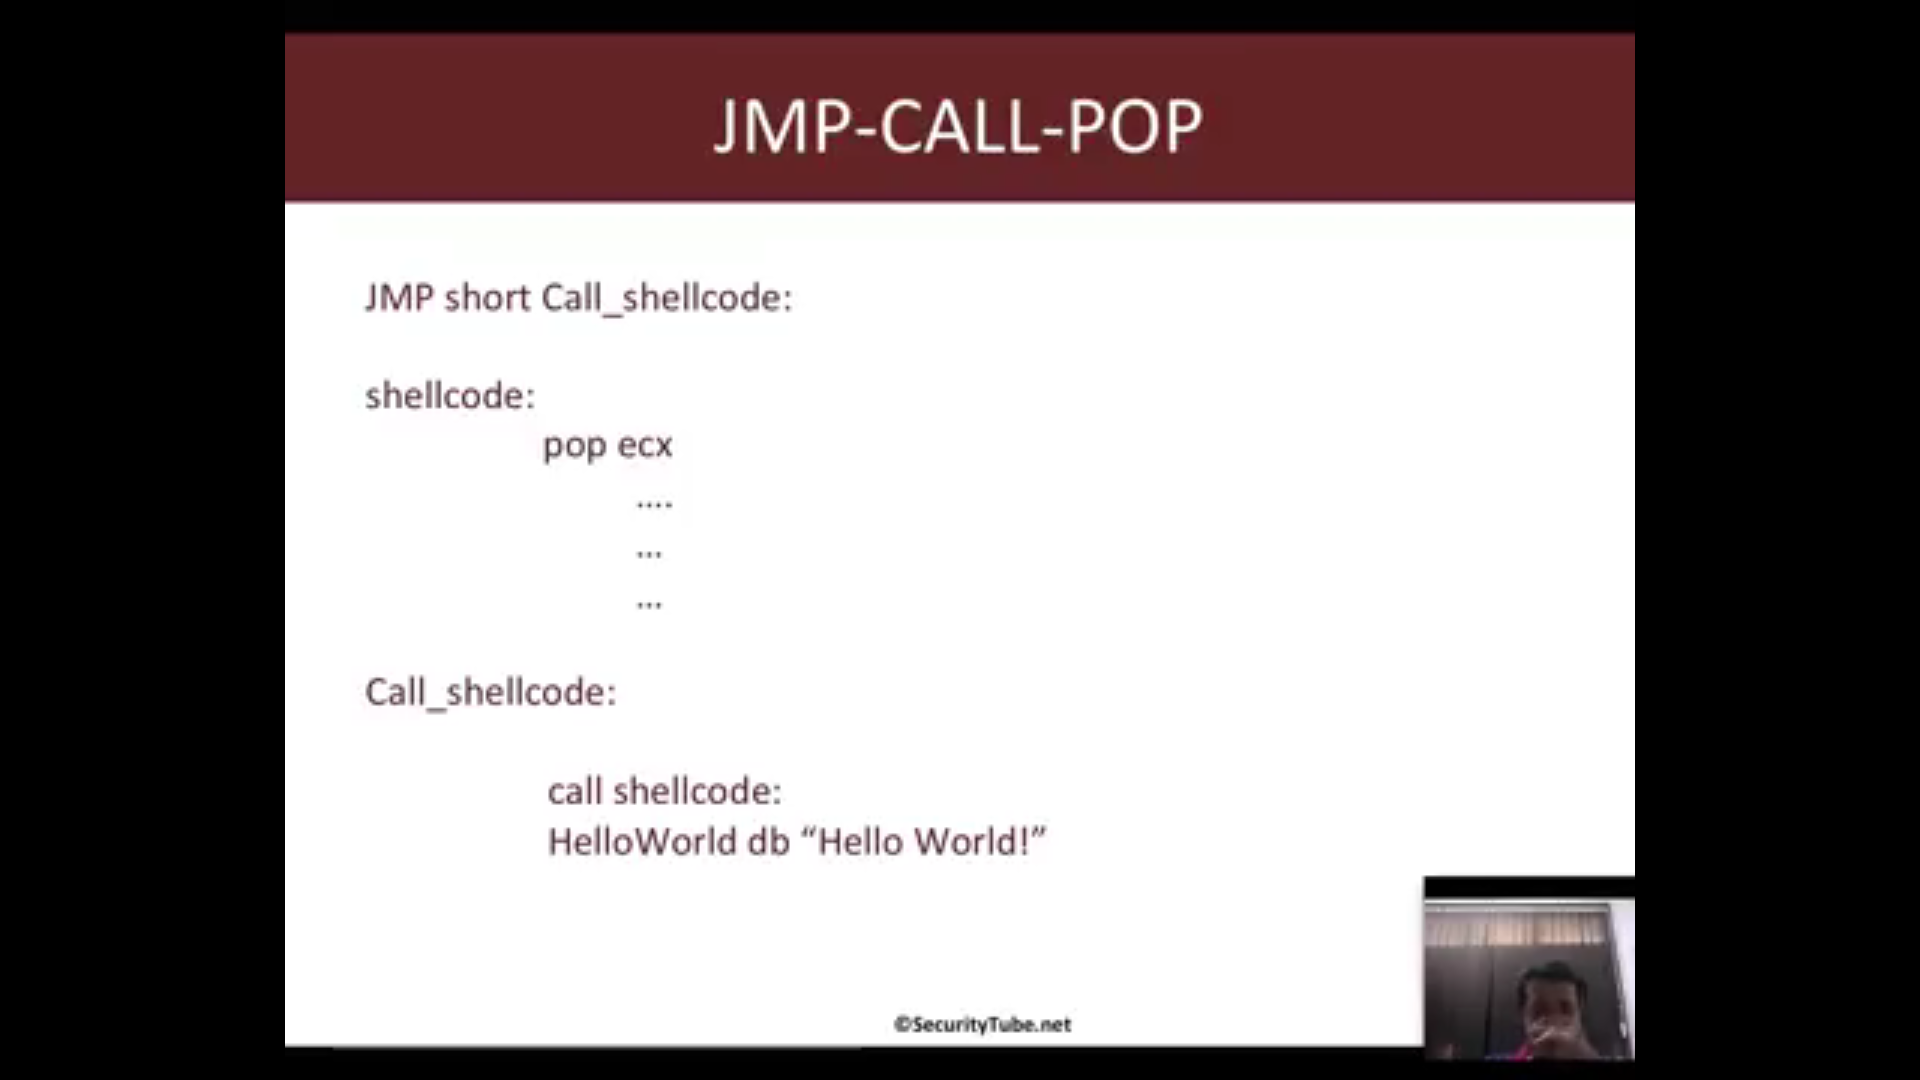 JMP-CALL-POP
JMP short Call_shellcode:
shellcode:
pop ecx
....
...
...
Call_shellcode:
call shellcode:
HelloWorld db “Hello World!”
©SecurityTube.net